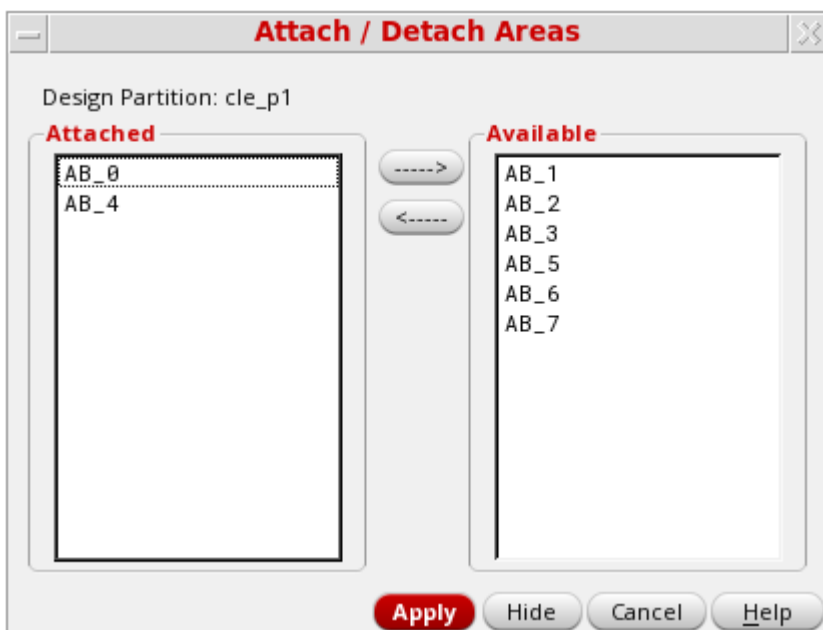 Attach / Detach Areas
Design Partition: cle_p1
Attached
AB_0
AB_4
----->
<-----
Available
AB_1
AB_2
AB_3
AB_5
AB_6
AB_7
Apply
Hide
Cancel
Help